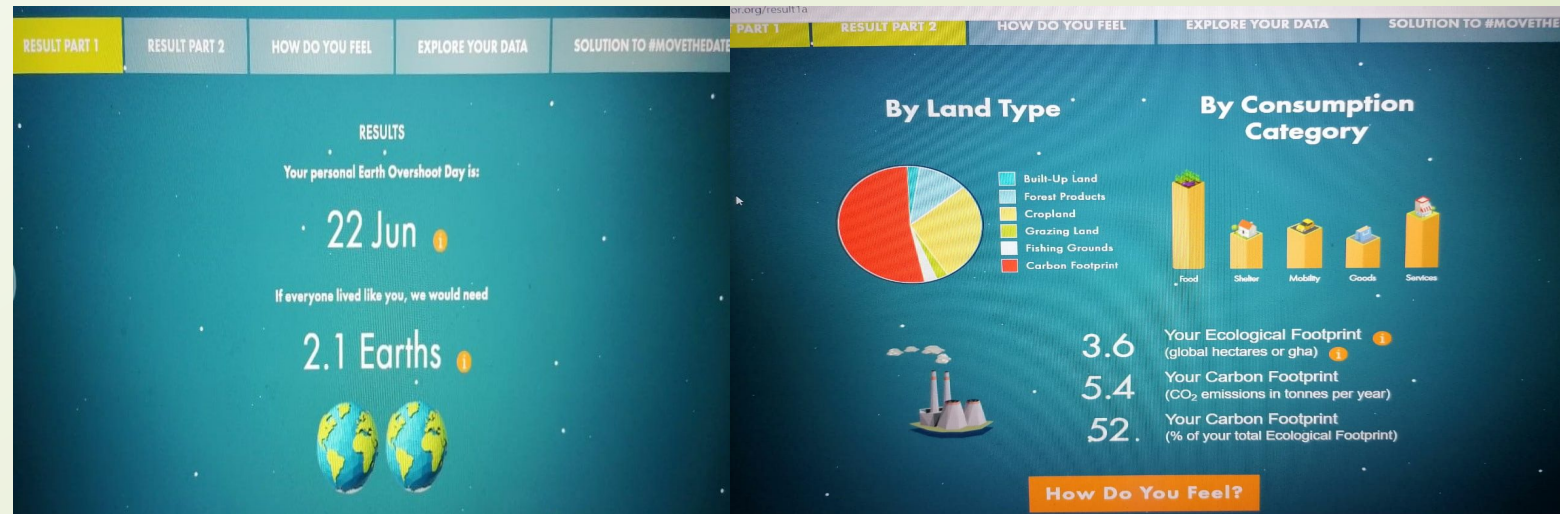 RESULT PART 1
RESULT PART 2
HOW DO YOU FEEL
EXPLORE YOUR DATA
SOLUTION TO #MOVETHEDATE
RESULTS
Your personal Earth Overshoot Day is:
22 Jun i
If everyone lived like you, we would need
2.1 Earths i
or.org/result1a
PART 1
RESULT PART 2
HOW DO YOU FEEL
EXPLORE YOUR DATA
SOLUTION TO #MOVETHE
By Land Type
Built-Up Land
Forest Products
Cropland
Grazing Land
Fishing Grounds
Carbon Footprint
By Consumption
Category
Food
Shelter
Mobility
Goods
Services
3.6 Your Ecological Footprint i
(global hectares or gha) i
5.4 Your Carbon Footprint
(CO₂ emissions in tonnes per year)
52. Your Carbon Footprint
(% of your total Ecological Footprint)
How Do You Feel?